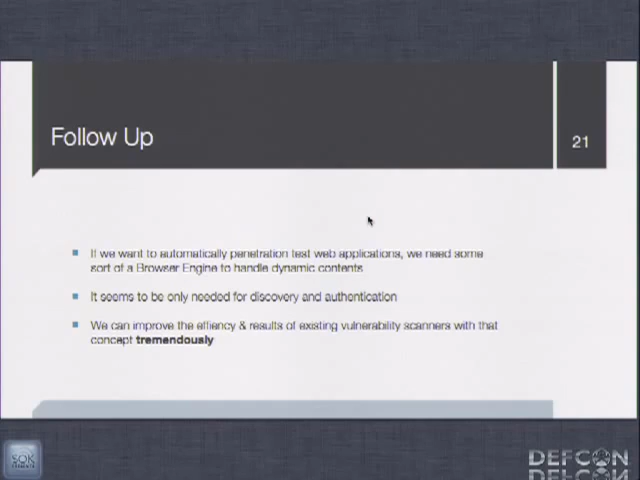 Follow Up
21
If we want to automatically penetration test web applications, we need some
sort of a Browser Engine to handle dynamic contents
It seems to be only needed for discovery and authentication
We can improve the effiency & results of existing vulnerability scanners with that
concept tremendously
SOK
DEFCON